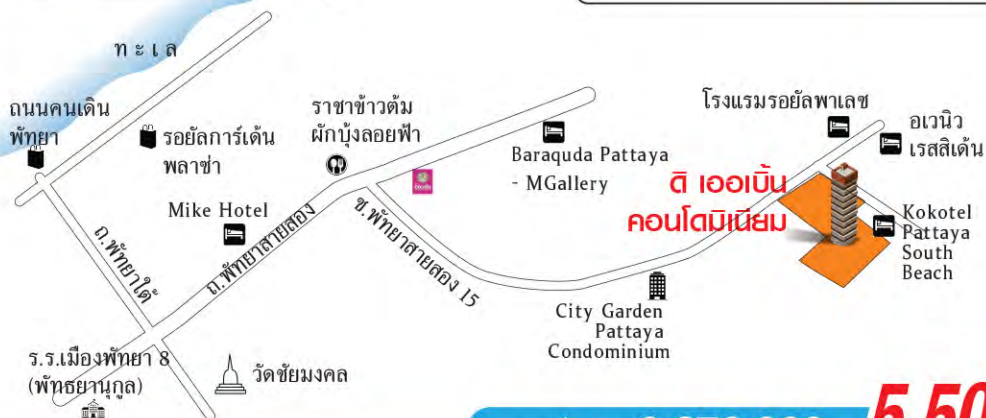 ทะเล
ถนนคนเดิน
พัทยา
รอยัลการ์เด้น
พลาซ่า
ราชาข้าวต้ม
ผักบุ้งลอยฟ้า
โรงแรมรอยัลพาเลซ
อเวนิว
เรสสิเด้น
Baraquda Pattaya
- MGallery
ดิ เออเบิ้น
คอนโดมิเนียม
Mike Hotel
ถ.พัทยาใต้
ถ.พัทยาสายสอง
ซ.พัทยาสายสอง 15
Kokotel
Pattaya
South
Beach
City Garden
Pattaya
Condominium
ร.ร.เมืองพัทยา 8
(พัทธยานุกูล)
วัดชัยมงคล